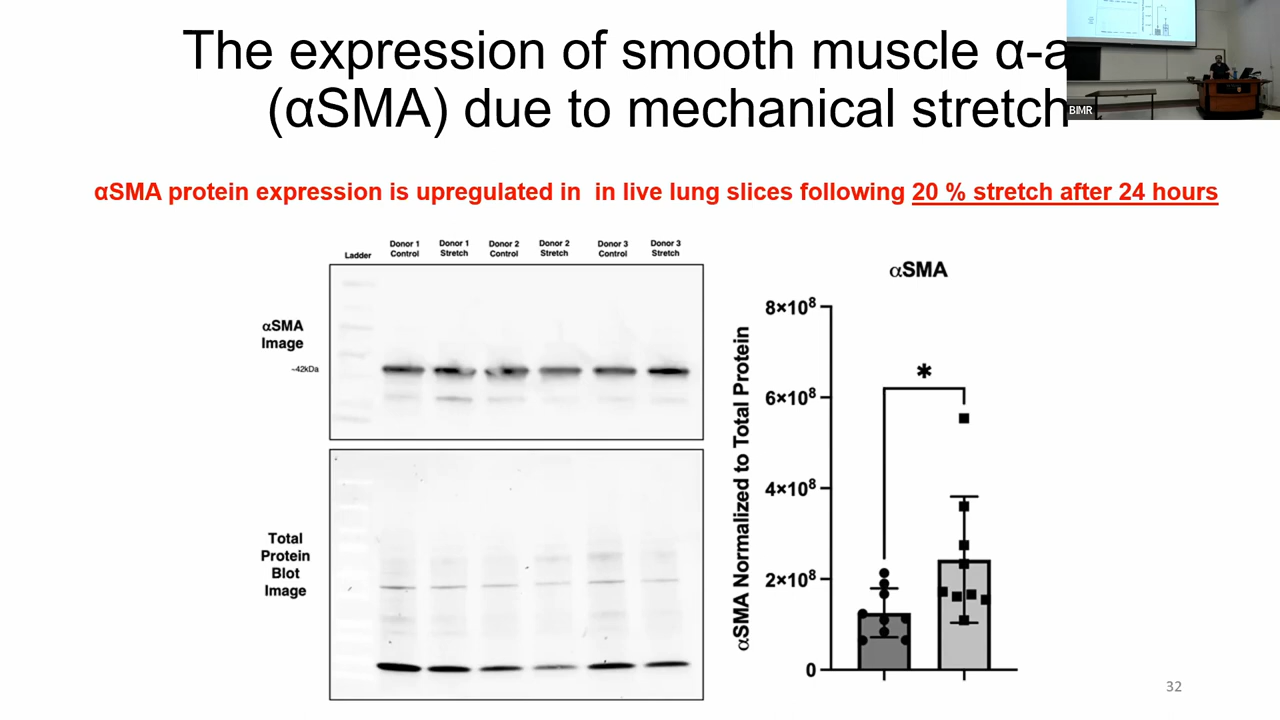 The expression of smooth muscle α-a
(αSMA) due to mechanical stretch
BIMR
αSMA protein expression is upregulated in in live lung slices following 20 % stretch after 24 hours
Ladder
Donor 1 Control
Donor 1 Stretch
Donor 2 Control
Donor 2 Stretch
Donor 3 Control
Donor 3 Stretch
αSMA
Image
~42kDa
Total
Protein
Blot
Image
αSMA
αSMA Normalized to Total Protein
8×10⁸
6×10⁸
4×10⁸
2×10⁸
0
*
32